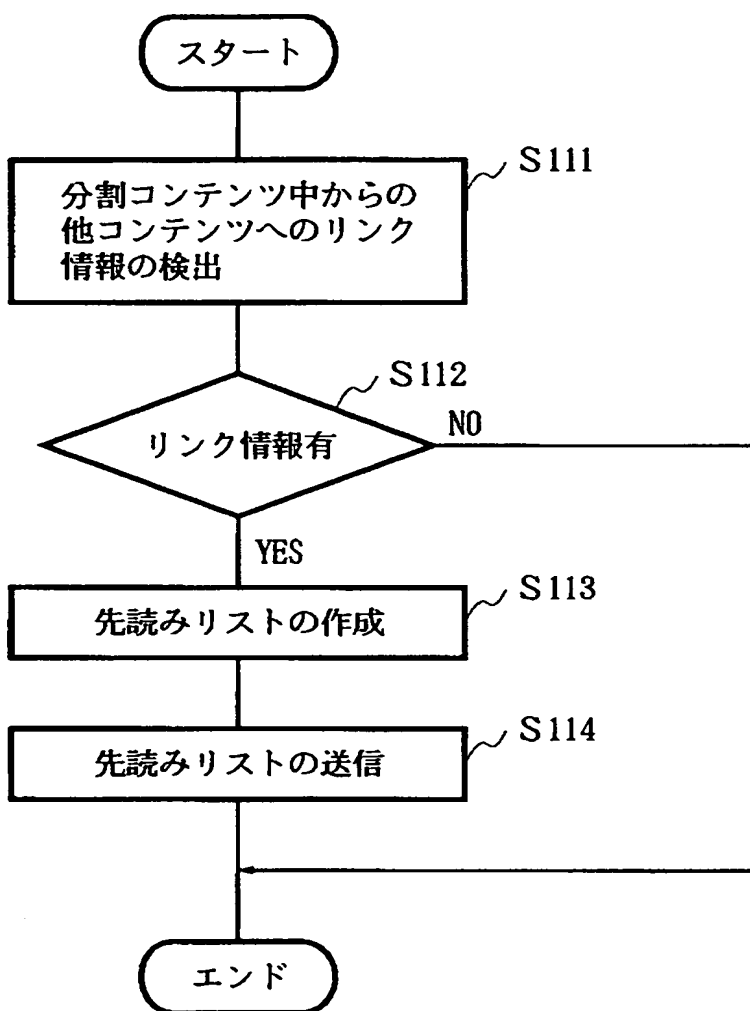 スタート
S111
分割コンテンツ中からの
他コンテンツへのリンク
情報の検出
S112
リンク情報有
NO
YES
S113
先読みリストの作成
S114
先読みリストの送信
エンド